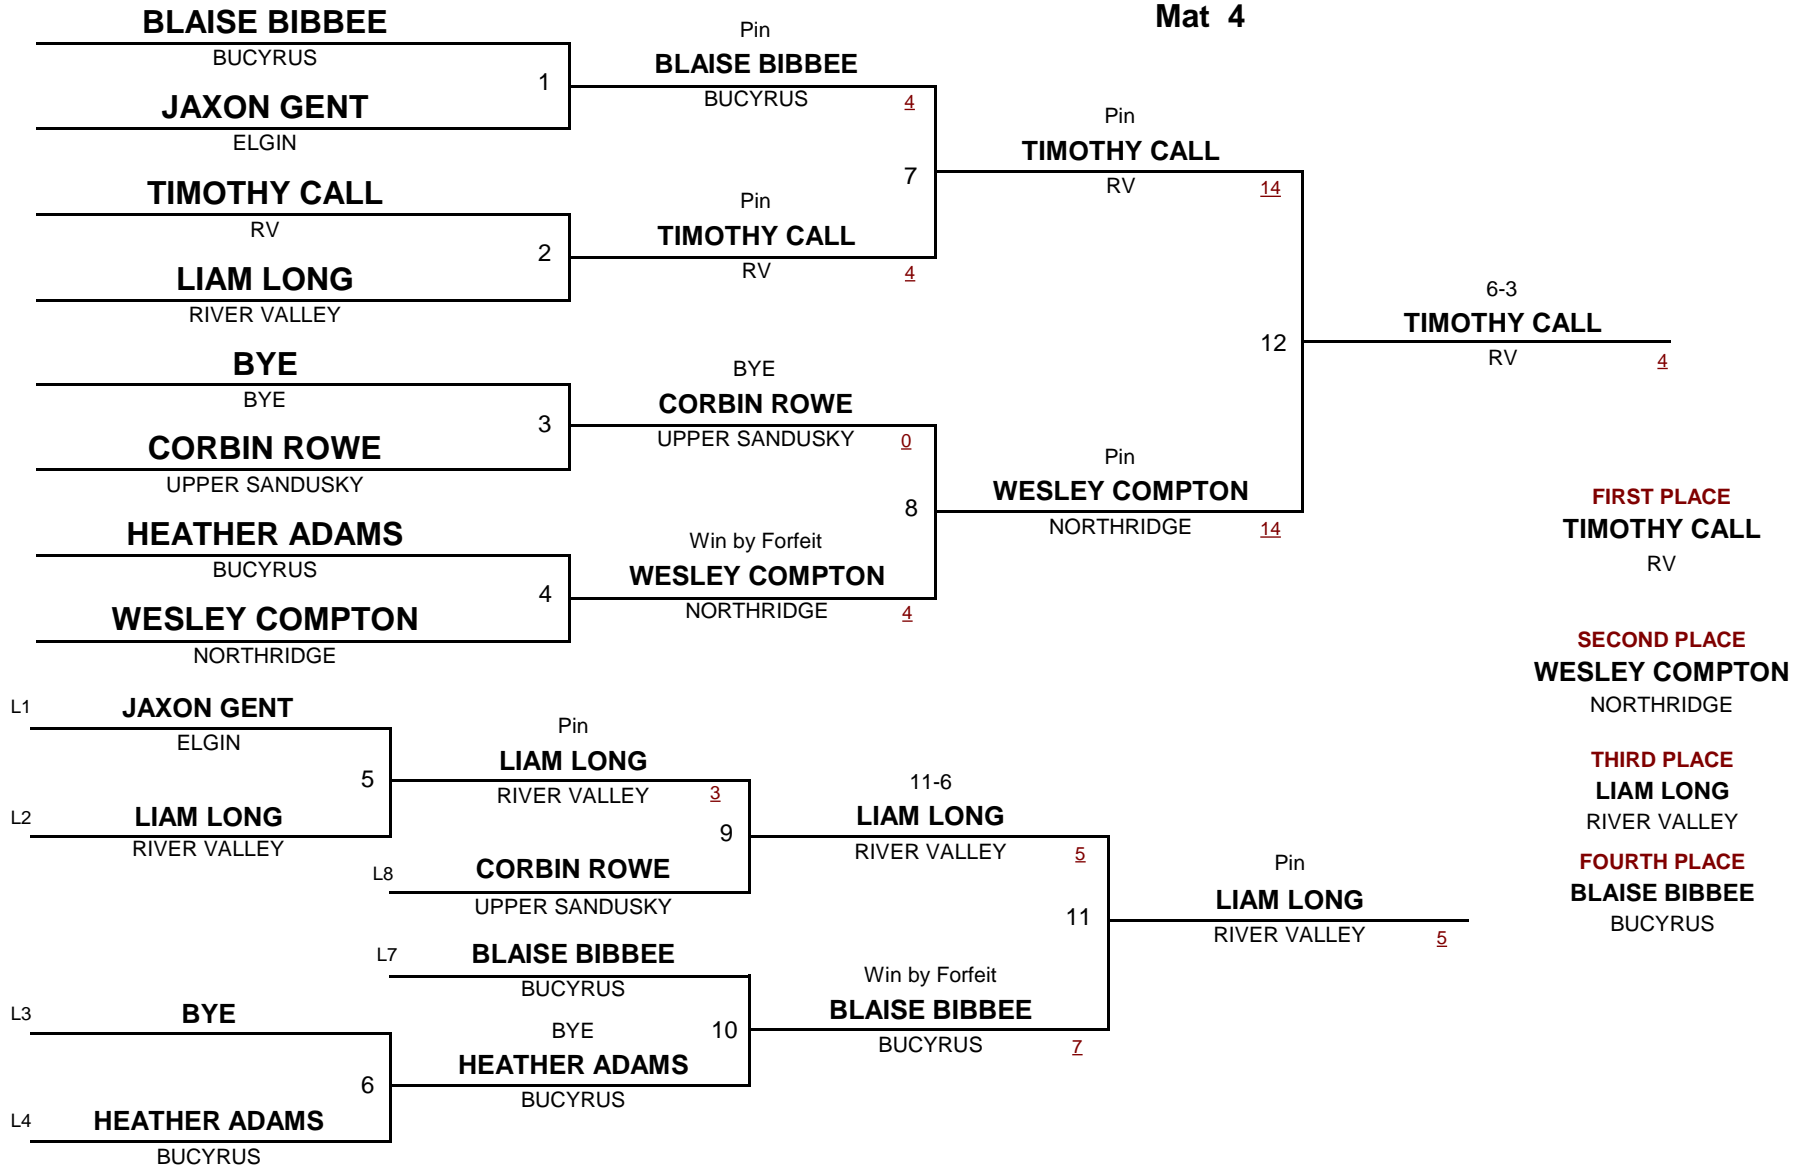 Mat 4
BLAISE BIBBEE
BUCYRUS
1
JAXON GENT
ELGIN
TIMOTHY CALL
RV
2
LIAM LONG
RIVER VALLEY
BYE
BYE
3
CORBIN ROWE
UPPER SANDUSKY
HEATHER ADAMS
BUCYRUS
4
WESLEY COMPTON
NORTHRIDGE
Pin
BLAISE BIBBEE
BUCYRUS 4
7
Pin
TIMOTHY CALL
RV 4
BYE
CORBIN ROWE
UPPER SANDUSKY 0
8
Win by Forfeit
WESLEY COMPTON
NORTHRIDGE 4
Pin
TIMOTHY CALL
RV 14
12
Pin
WESLEY COMPTON
NORTHRIDGE 14
6-3
TIMOTHY CALL
RV 4
FIRST PLACE
TIMOTHY CALL
RV
SECOND PLACE
WESLEY COMPTON
NORTHRIDGE
THIRD PLACE
LIAM LONG
RIVER VALLEY
FOURTH PLACE
BLAISE BIBBEE
BUCYRUS
L1 JAXON GENT
ELGIN
5
L2 LIAM LONG
RIVER VALLEY
L3 BYE
6
L4 HEATHER ADAMS
BUCYRUS
Pin
LIAM LONG
RIVER VALLEY 3
9
L8 CORBIN ROWE
UPPER SANDUSKY
L7 BLAISE BIBBEE
BUCYRUS
BYE 10
HEATHER ADAMS
BUCYRUS
11-6
LIAM LONG
RIVER VALLEY 5
11
Win by Forfeit
BLAISE BIBBEE
BUCYRUS 7
Pin
LIAM LONG
RIVER VALLEY 5